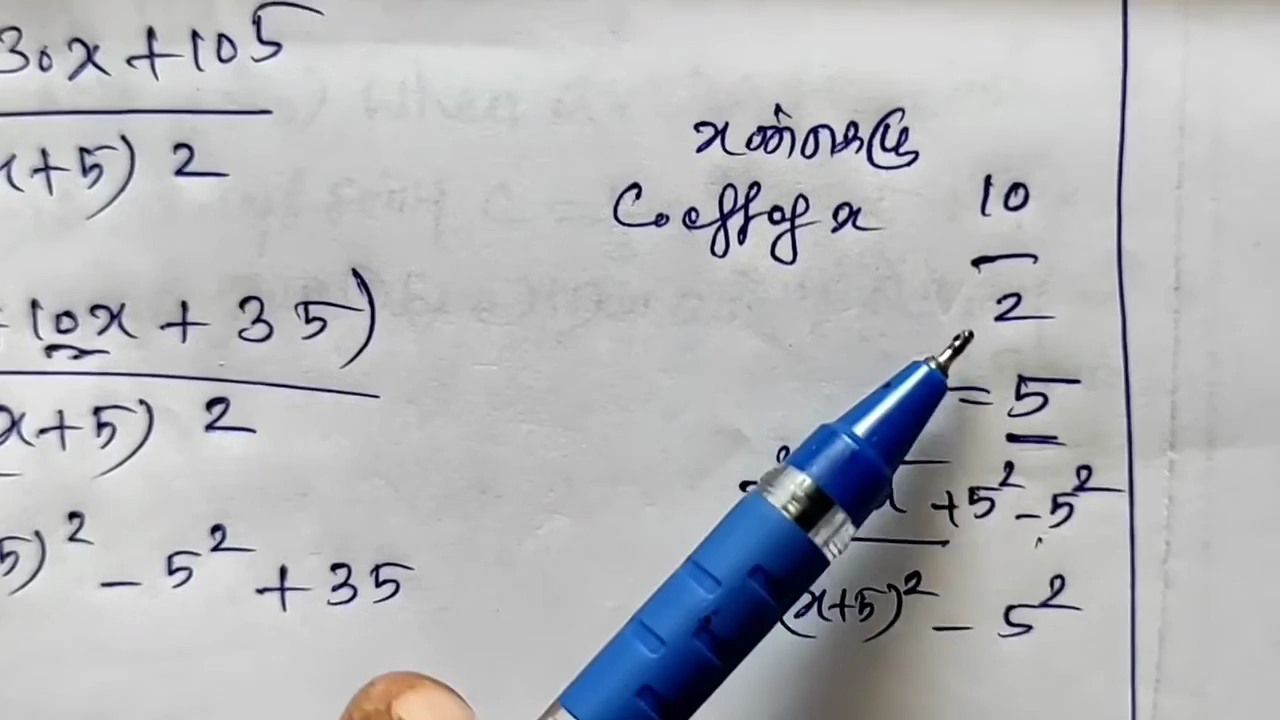 30x + 105
x+5) 2
10x + 35)
x+5) 2
5)² - 5² + 35
Coeff of x
10
2
= 5
+ 5² - 5²
(x+5)² - 5²